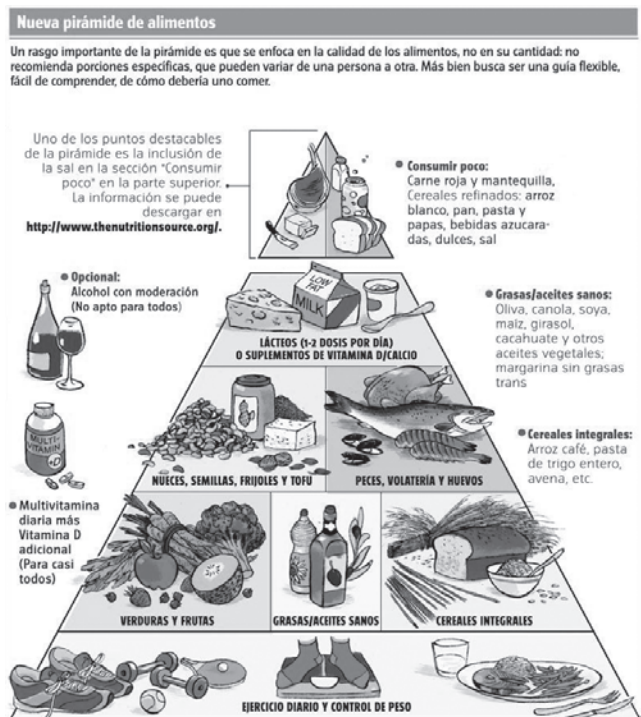 Nueva pirámide de alimentos
Un rasgo importante de la pirámide es que se enfoca en la calidad de los alimentos, no en su cantidad: no
recomienda porciones específicas, que pueden variar de una persona a otra. Más bien busca ser una guía flexible,
fácil de comprender, de cómo debería uno comer.
Uno de los puntos destacables
de la pirámide es la inclusión de
la sal en la sección "Consumir
poco" en la parte superior.
La información se puede
descargar en
http://www.thenutritionsource.org/.
Consumir poco:
Carne roja y mantequilla,
Cereales refinados: arroz
blanco, pan, pasta y
papas, bebidas azucara-
das, dulces, sal
Opcional:
Alcohol con moderación
(No apto para todos)
LOW
FAT
MILK
LÁCTEOS (1-2 DOSIS POR DÍA)
O SUPLEMENTOS DE VITAMINA D/CALCIO
Grasas/aceites sanos:
Oliva, canola, soya,
maíz, girasol,
cacahuate y otros
aceites vegetales;
margarina sin grasas
trans
MULTI-
VITAMIN
+D
NUECES, SEMILLAS, FRIJOLES Y TOFU
PECES, VOLATERÍA Y HUEVOS
Cereales integrales:
Arroz café, pasta
de trigo entero,
avena, etc.
Multivitamina
diaria más
Vitamina D
adicional
(Para casi
todos)
VERDURAS Y FRUTAS
GRASAS/ACEITES SANOS
CEREALES INTEGRALES
EJERCICIO DIARIO Y CONTROL DE PESO